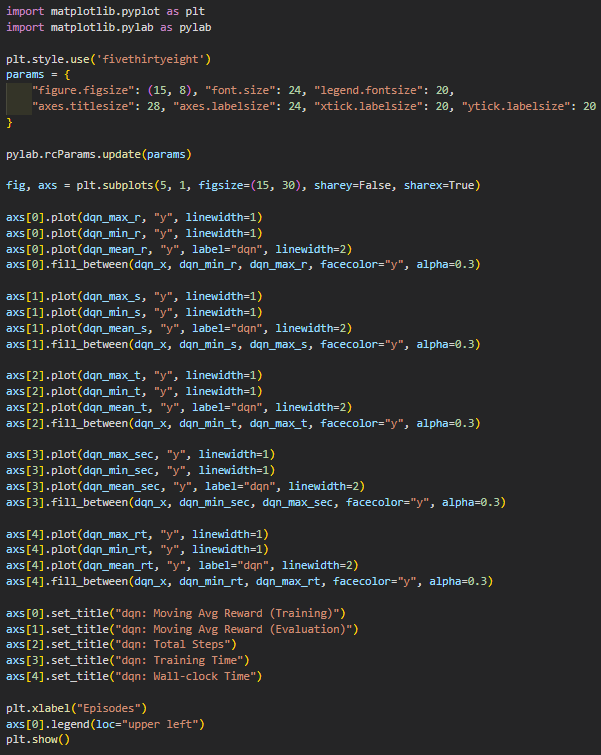 import matplotlib.pyplot as plt
import matplotlib.pylab as pylab

plt.style.use('fivethirtyeight')
params = {
    "figure.figsize": (15, 8), "font.size": 24, "legend.fontsize": 20,
    "axes.titlesize": 28, "axes.labelsize": 24, "xtick.labelsize": 20, "ytick.labelsize": 20
}

pylab.rcParams.update(params)

fig, axs = plt.subplots(5, 1, figsize=(15, 30), sharey=False, sharex=True)

axs[0].plot(dqn_max_r, "y", linewidth=1)
axs[0].plot(dqn_min_r, "y", linewidth=1)
axs[0].plot(dqn_mean_r, "y", label="dqn", linewidth=2)
axs[0].fill_between(dqn_x, dqn_min_r, dqn_max_r, facecolor="y", alpha=0.3)

axs[1].plot(dqn_max_s, "y", linewidth=1)
axs[1].plot(dqn_min_s, "y", linewidth=1)
axs[1].plot(dqn_mean_s, "y", label="dqn", linewidth=2)
axs[1].fill_between(dqn_x, dqn_min_s, dqn_max_s, facecolor="y", alpha=0.3)

axs[2].plot(dqn_max_t, "y", linewidth=1)
axs[2].plot(dqn_min_t, "y", linewidth=1)
axs[2].plot(dqn_mean_t, "y", label="dqn", linewidth=2)
axs[2].fill_between(dqn_x, dqn_min_t, dqn_max_t, facecolor="y", alpha=0.3)

axs[3].plot(dqn_max_sec, "y", linewidth=1)
axs[3].plot(dqn_min_sec, "y", linewidth=1)
axs[3].plot(dqn_mean_sec, "y", label="dqn", linewidth=2)
axs[3].fill_between(dqn_x, dqn_min_sec, dqn_max_sec, facecolor="y", alpha=0.3)

axs[4].plot(dqn_max_rt, "y", linewidth=1)
axs[4].plot(dqn_min_rt, "y", linewidth=1)
axs[4].plot(dqn_mean_rt, "y", label="dqn", linewidth=2)
axs[4].fill_between(dqn_x, dqn_min_rt, dqn_max_rt, facecolor="y", alpha=0.3)

axs[0].set_title("dqn: Moving Avg Reward (Training)")
axs[1].set_title("dqn: Moving Avg Reward (Evaluation)")
axs[2].set_title("dqn: Total Steps")
axs[3].set_title("dqn: Training Time")
axs[4].set_title("dqn: Wall-clock Time")

plt.xlabel("Episodes")
axs[0].legend(loc="upper left")
plt.show()